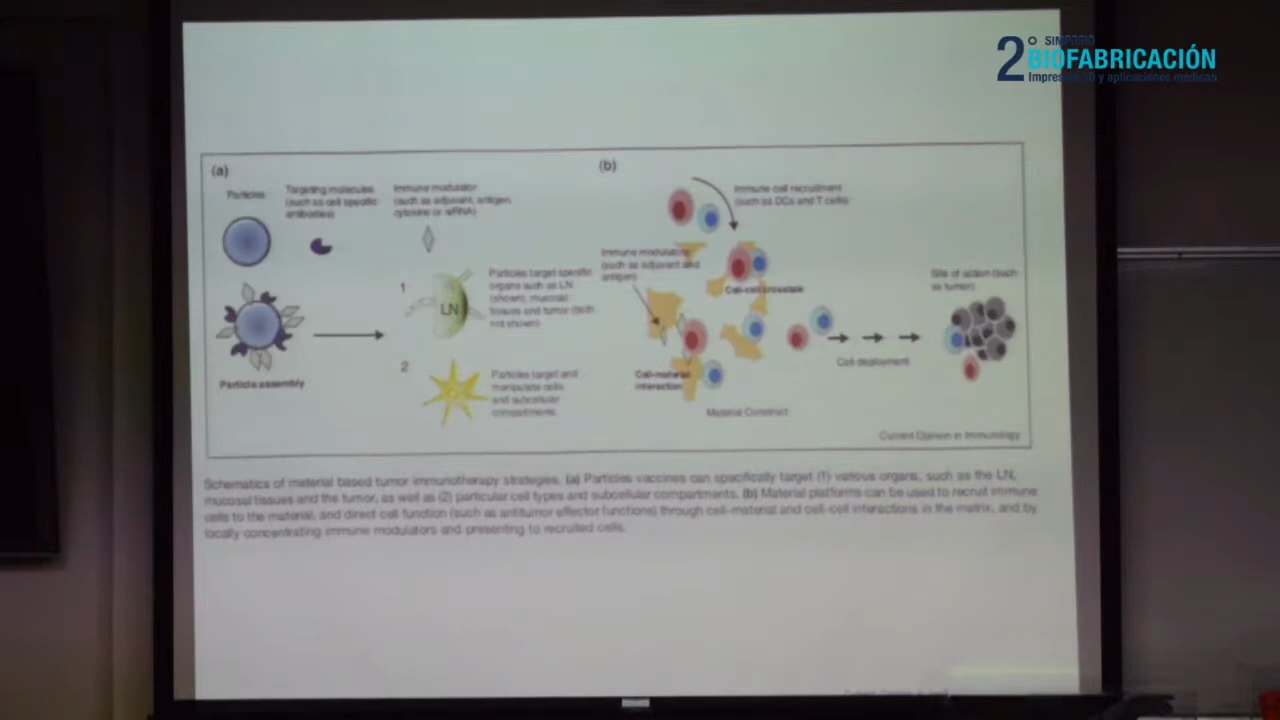 2° SIMPOSIO
BIOFABRICACIÓN
Impresión 3D y aplicaciones médicas
(a)
Particles
Targeting molecules
(such as cell specific
antibodies)
Immune modulator
(such as adjuvant, antigen,
cytokine or siRNA)
1
LN
Particles target specific
organs such as LN
(shown), mucosal
tissues and tumor (both
not shown)
Particle assembly
2
Particles target and
manipulate cells
and subcellular
compartments.
(b)
Immune cell recruitment
(such as DCs and T cells)
Immune modulators
(such as adjuvant and
antigen)
Cell-cell crosstalk
Cell-material
interaction
Material Construct
Cell deployment
Site of action (such
as tumor)
Current Opinion in Immunology
Schematics of material based tumor immunotherapy strategies. (a) Particles vaccines can specifically target (1) various organs, such as the LN,
mucosal tissues and the tumor, as well as (2) particular cell types and subcellular compartments. (b) Material platforms can be used to recruit immune
cells to the material, and direct cell function (such as antitumor effector functions) through cell-material and cell-cell interactions in the matrix, and by
locally concentrating immune modulators and presenting to recruited cells.